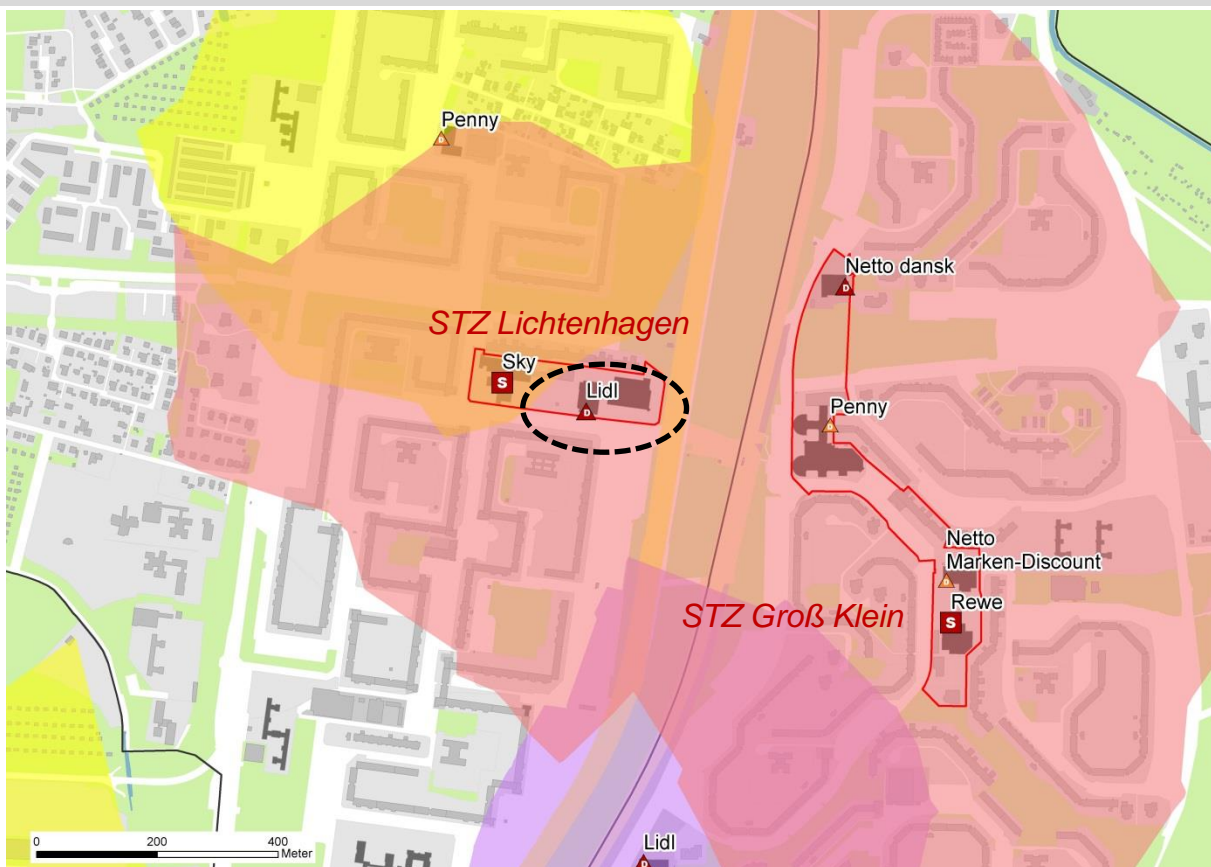 Penny
Netto dansk
D
STZ Lichtenhagen
Sky
S
Lidl
D
Penny
Netto
Marken-Discount
Rewe
S
STZ Groß Klein
0 200 400
Meter
Lidl